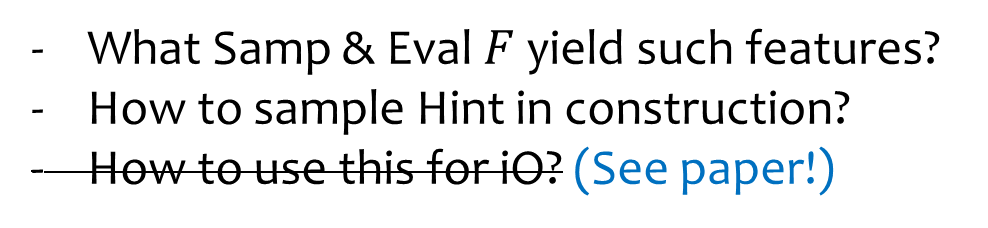 - What Samp & Eval F yield such features?
- How to sample Hint in construction?
- How to use this for iO? (See paper!)